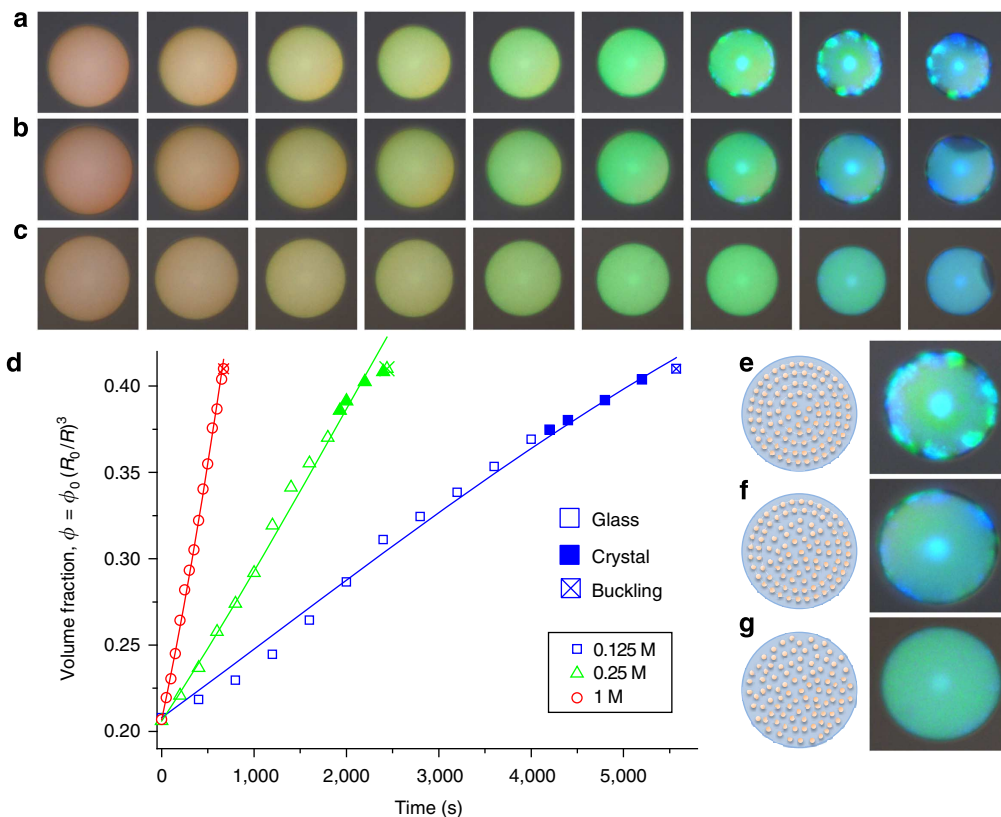 a
b
c
d
Volume fraction, ϕ = ϕ0 (R0/R)3
0.40
0.35
0.30
0.25
0.20
0
1,000
2,000
3,000
4,000
5,000
Time (s)
Glass
Crystal
Buckling
0.125 M
0.25 M
1 M
e
f
g